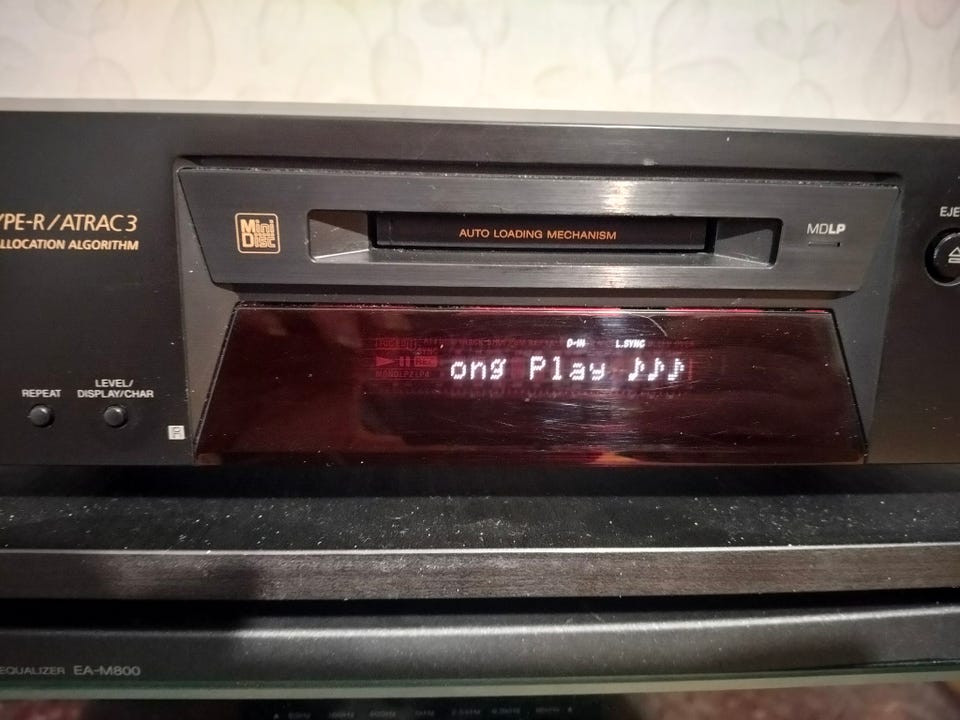 YPE-R/ATRAC3
LLOCATION ALGORITHM
Mini
Disc
AUTO LOADING MECHANISM
MDLP
EJE
D-IN L.SYNC
ong Play ♪♪♪
REPEAT
LEVEL/
DISPLAY/CHAR
R
EQUALIZER EA-M800